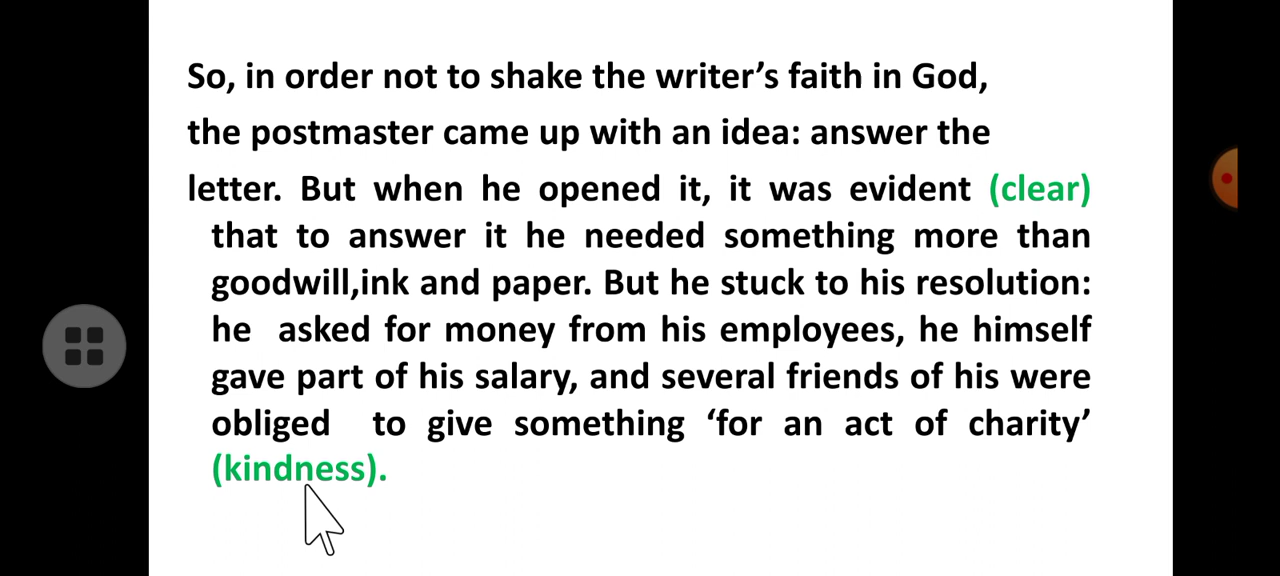 So, in order not to shake the writer’s faith in God,
the postmaster came up with an idea: answer the
letter. But when he opened it, it was evident (clear)
that to answer it he needed something more than
goodwill,ink and paper. But he stuck to his resolution:
he asked for money from his employees, he himself
gave part of his salary, and several friends of his were
obliged to give something ‘for an act of charity’
(kindness).